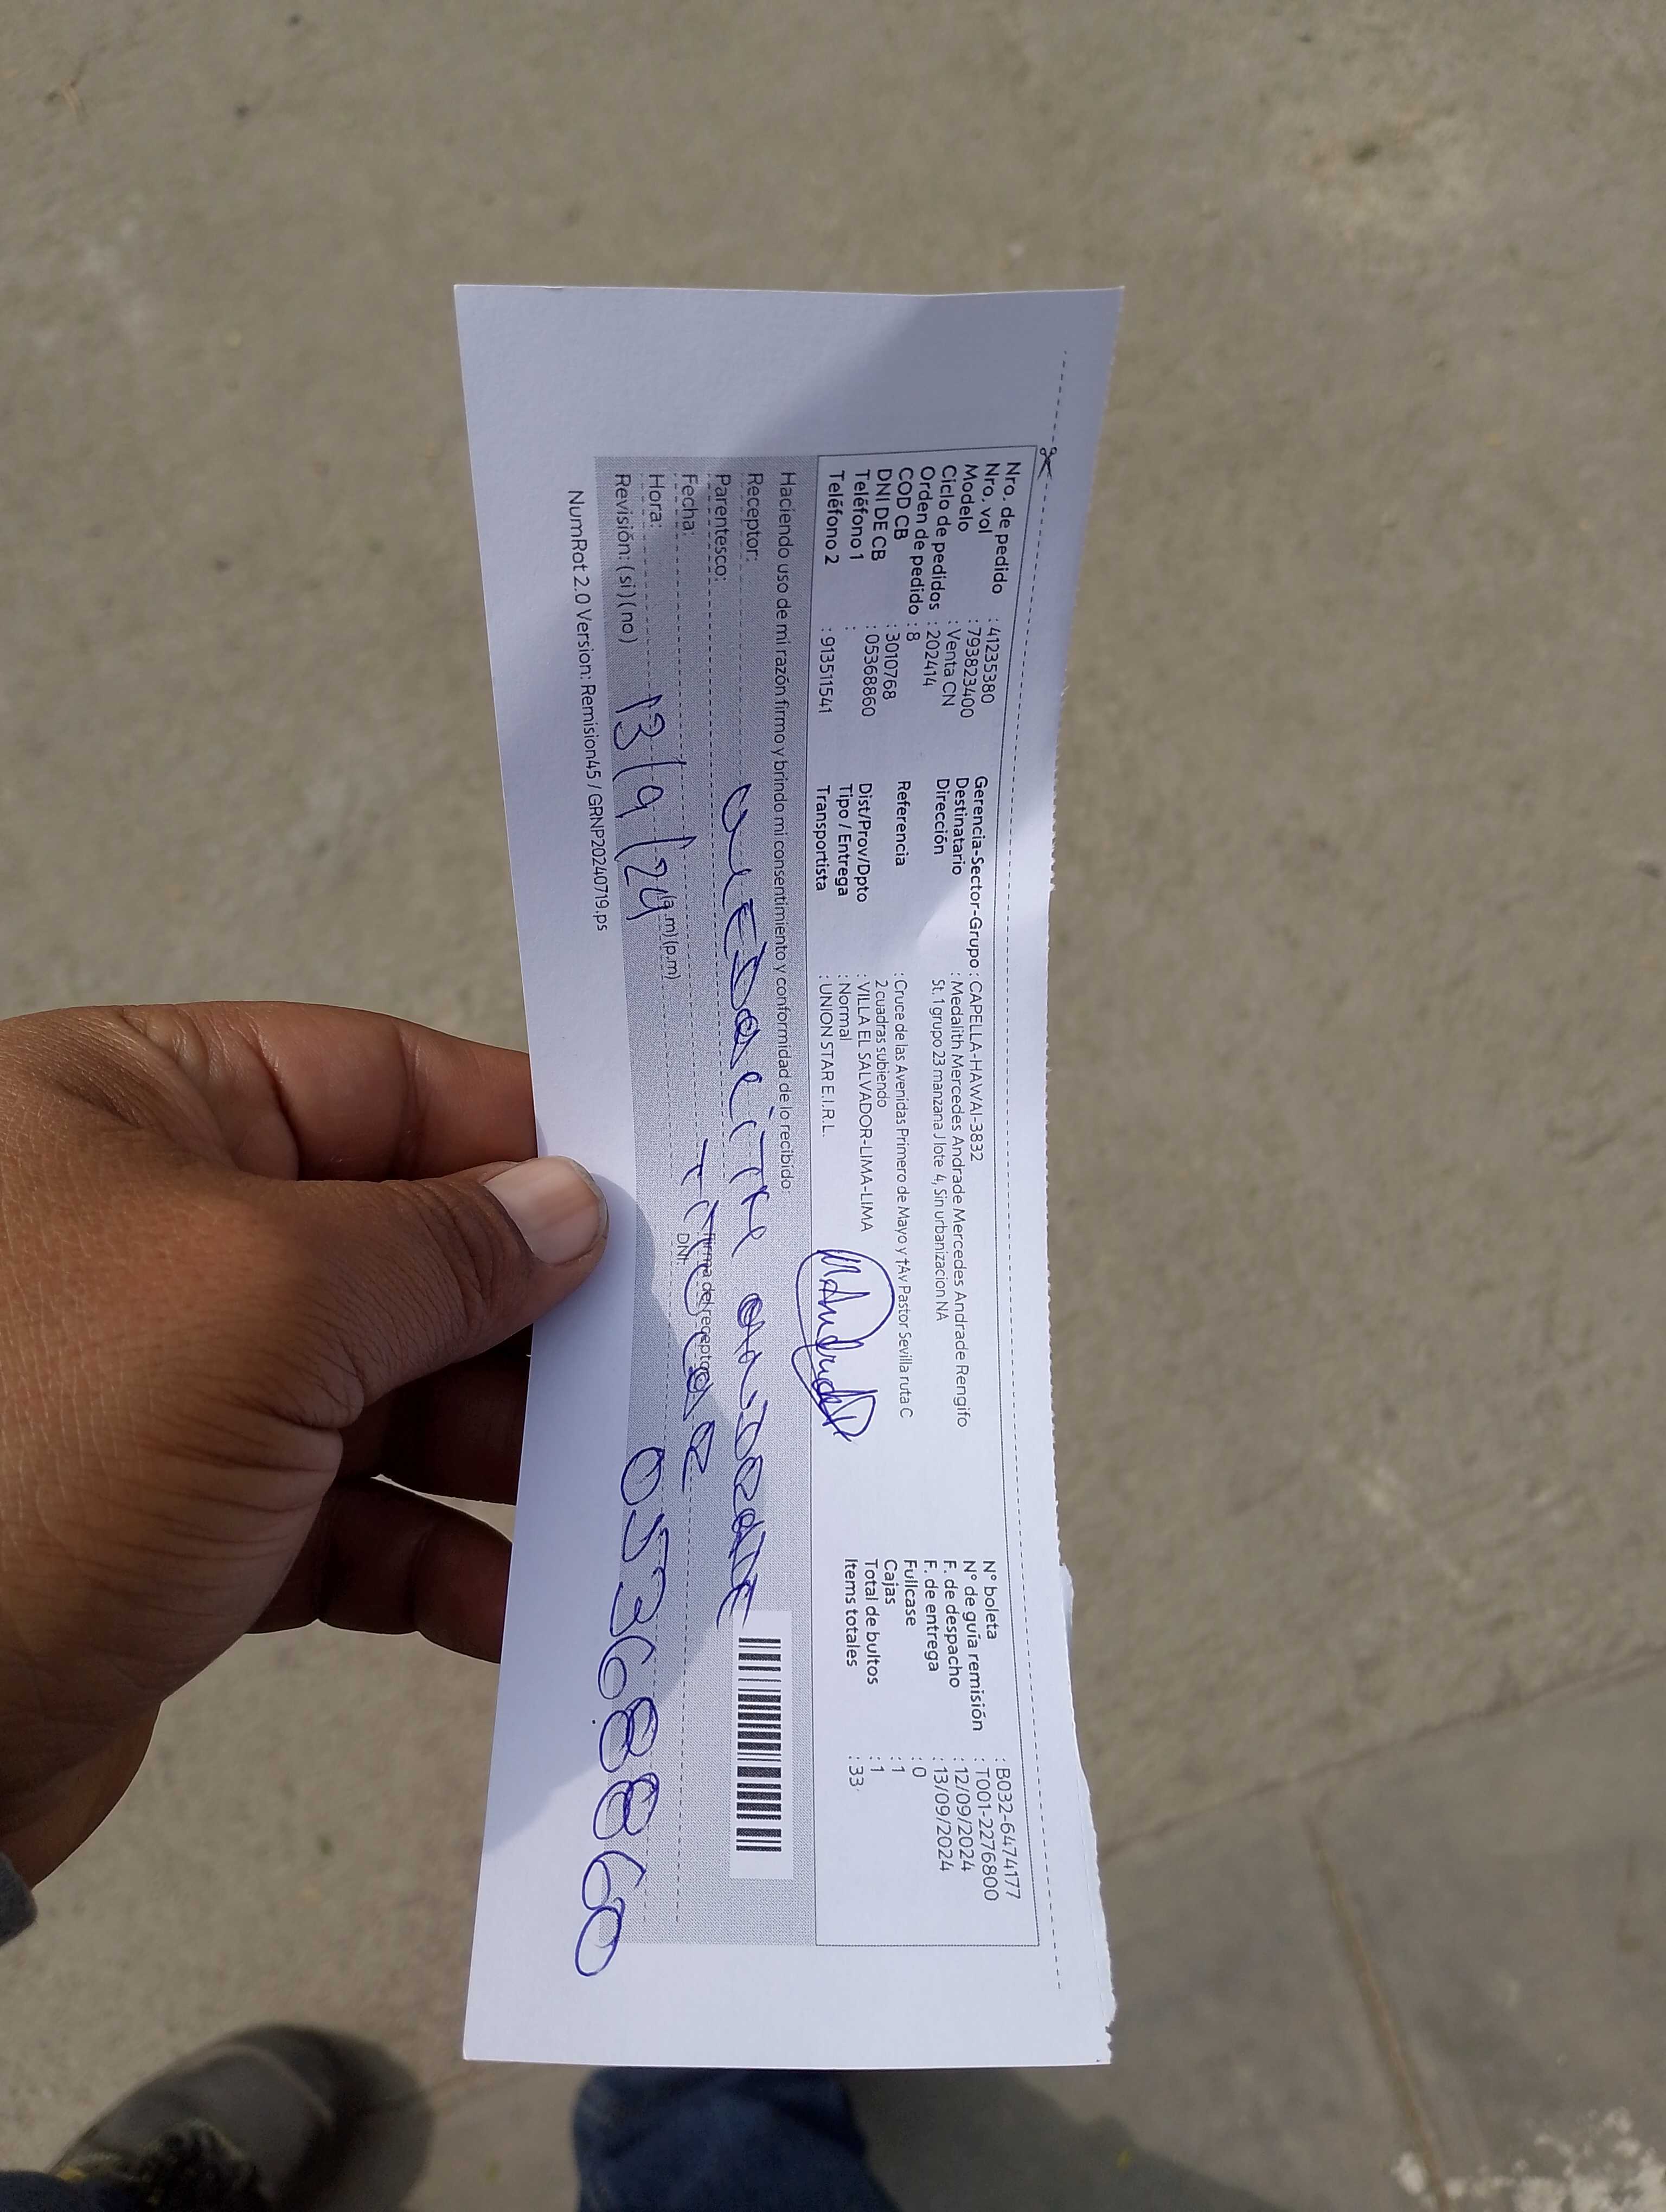 Nro. de pedido : 41235380
Nro. vol : 793823400
Modelo : Venta CN
Ciclo de pedidos : 202414
Orden de pedido : 8
COD CB : 3010768
DNI DE CB : 05368860
Teléfono 1 :
Teléfono 2 : 913511541
Gerencia-Sector-Grupo : CAPELLA-HAWAI-3832
Destinatario : Medalith Mercedes Andrade Mercedes Andrade Rengifo
Dirección St. 1 grupo 23 manzana J lote 4, Sin urbanizacion NA
Referencia : Cruce de las Avenidas Primero de Mayo y tAv Pastor Sevilla ruta C
2 cuadras subiendo
Dist/Prov/Dpto : VILLA EL SALVADOR-LIMA-LIMA
Tipo / Entrega : Normal
Transportista : UNION STAR E.I.R.L.
N° boleta : B032-6474177
N° de guía remisión : T001-2276800
F. de despacho : 12/09/2024
F. de entrega : 13/09/2024
Fullcase : 0
Cajas : 1
Total de bultos : 1
Items totales : 33
Haciendo uso de mi razón firmo y brindo mi consentimiento y conformidad de lo recibido:
Receptor:
Parentesco: Titular
Fecha:
Firma del receptor
Hora: (a.m) (p.m) DNI:
13/9/24 05368860
Revisión: (si) (no)
NumRot 2.0 Version: Remision45 / GRNP20240719.ps